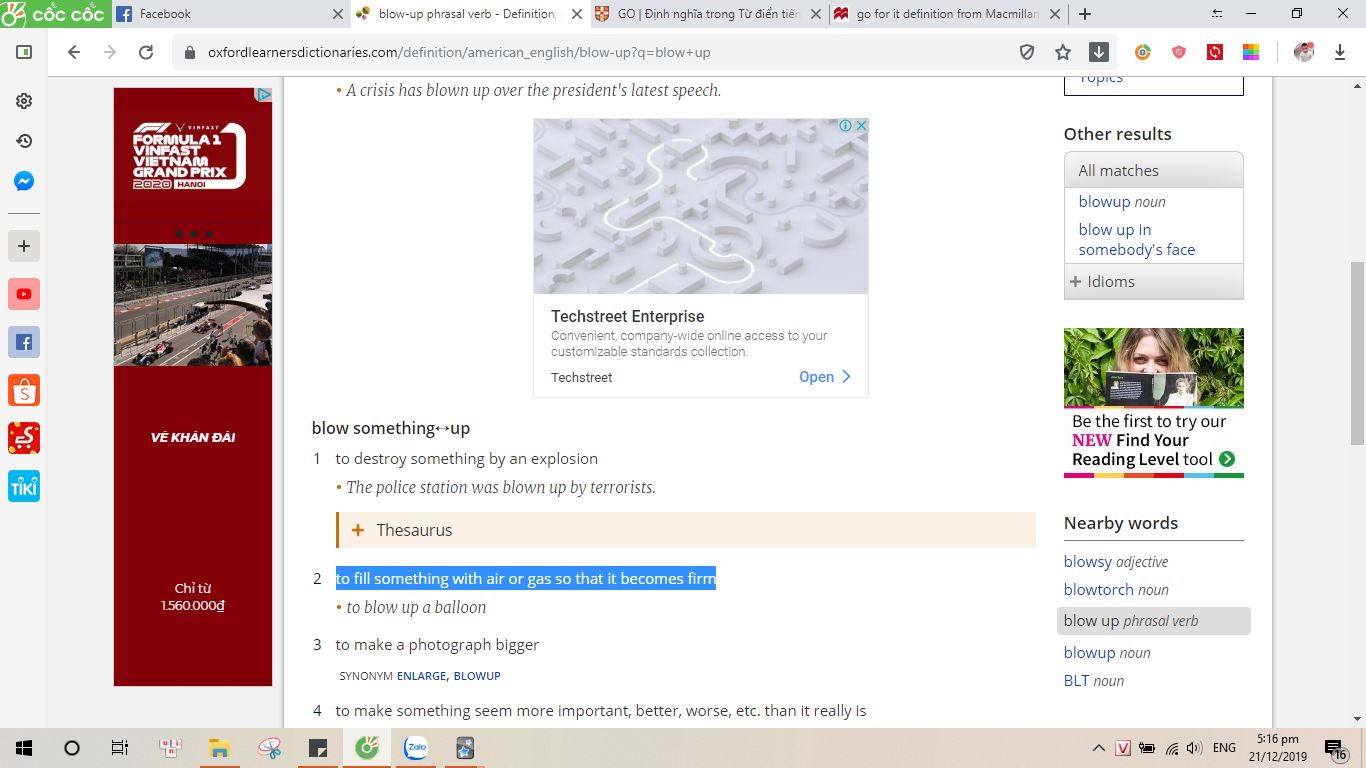 cốc cốc
Facebook
blow-up phrasal verb - Definition,
GO | Định nghĩa trong Từ điển tiến
go for it definition from Macmillan
oxfordlearnersdictionaries.com/definition/american_english/blow-up?q=blow+up
• A crisis has blown up over the president's latest speech.
VINFAST
FORMULA 1
VINFAST
VIETNAM
GRAND PRIX
2020 HANOI
VÉ KHÁN ĐÀI
Chỉ từ
1.560.000₫
TiKi
Techstreet Enterprise
Convenient, company-wide online access to your
customizable standards collection.
Techstreet
Open
blow something↔up
1 to destroy something by an explosion
• The police station was blown up by terrorists.
+ Thesaurus
2 to fill something with air or gas so that it becomes firm
• to blow up a balloon
3 to make a photograph bigger
SYNONYM ENLARGE, BLOWUP
4 to make something seem more important, better, worse, etc. than it really is
Topics
Other results
All matches
blowup noun
blow up in
somebody's face
+ Idioms
Be the first to try our
NEW Find Your
Reading Level tool
Nearby words
blowsy adjective
blowtorch noun
blow up phrasal verb
blowup noun
BLT noun
Zalo
V
ENG
5:16 pm
21/12/2019
16